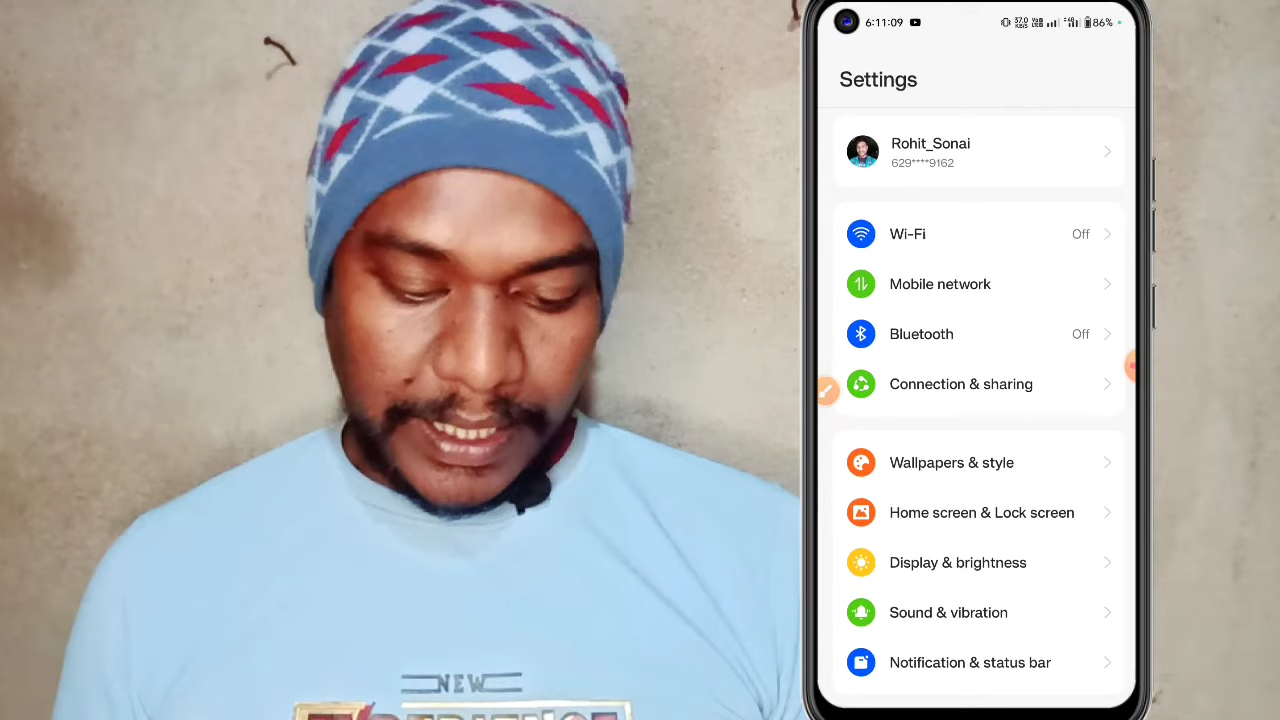 6:11:09
86%
Settings
Rohit_Sonai
629****9162
Wi-Fi Off
Mobile network
Bluetooth Off
Connection & sharing
Wallpapers & style
Home screen & Lock screen
Display & brightness
Sound & vibration
Notification & status bar
NEW